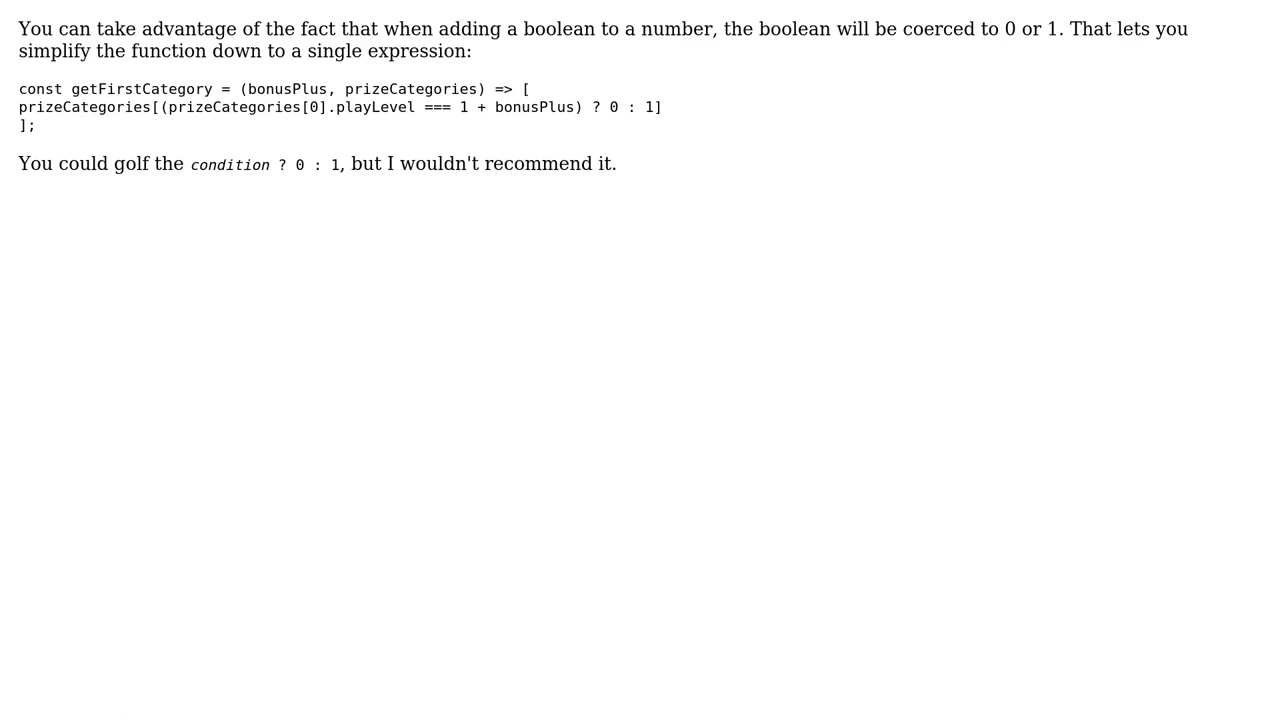 You can take advantage of the fact that when adding a boolean to a number, the boolean will be coerced to 0 or 1. That lets you
simplify the function down to a single expression:
const getFirstCategory = (bonusPlus, prizeCategories) => [
prizeCategories[(prizeCategories[0].playLevel === 1 + bonusPlus) ? 0 : 1]
];
You could golf the condition ? 0 : 1, but I wouldn't recommend it.